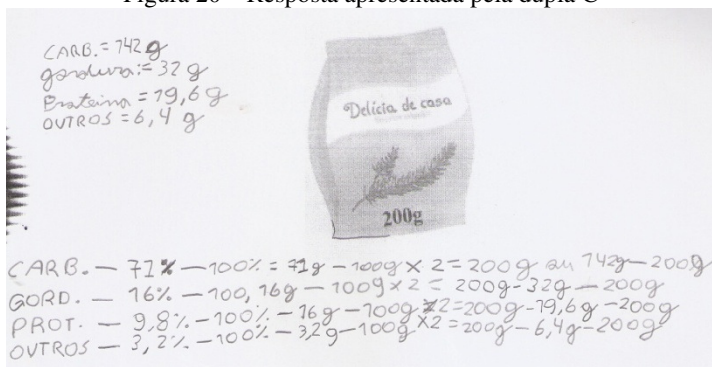 Figura 20 – Resposta apresentada pela dupla C
CARB. = 142 g
gordura := 32 g
Proteína = 19,6 g
OUTROS = 6,4 g
Delícia de casa
200g
CARB. — 71% — 100% = 71g — 100g × 2 = 200g ou 142g — 200g
GORD. — 16% — 100, 16g — 100g × 2 = 200g - 32g — 200g
PROT. — 9,8% — 100% — 16g — 100g ×2 = 200g - 19,6g — 200g
OUTROS — 3,2% — 100% — 3,2g — 100g ×2 = 200g — 6,4g — 200g